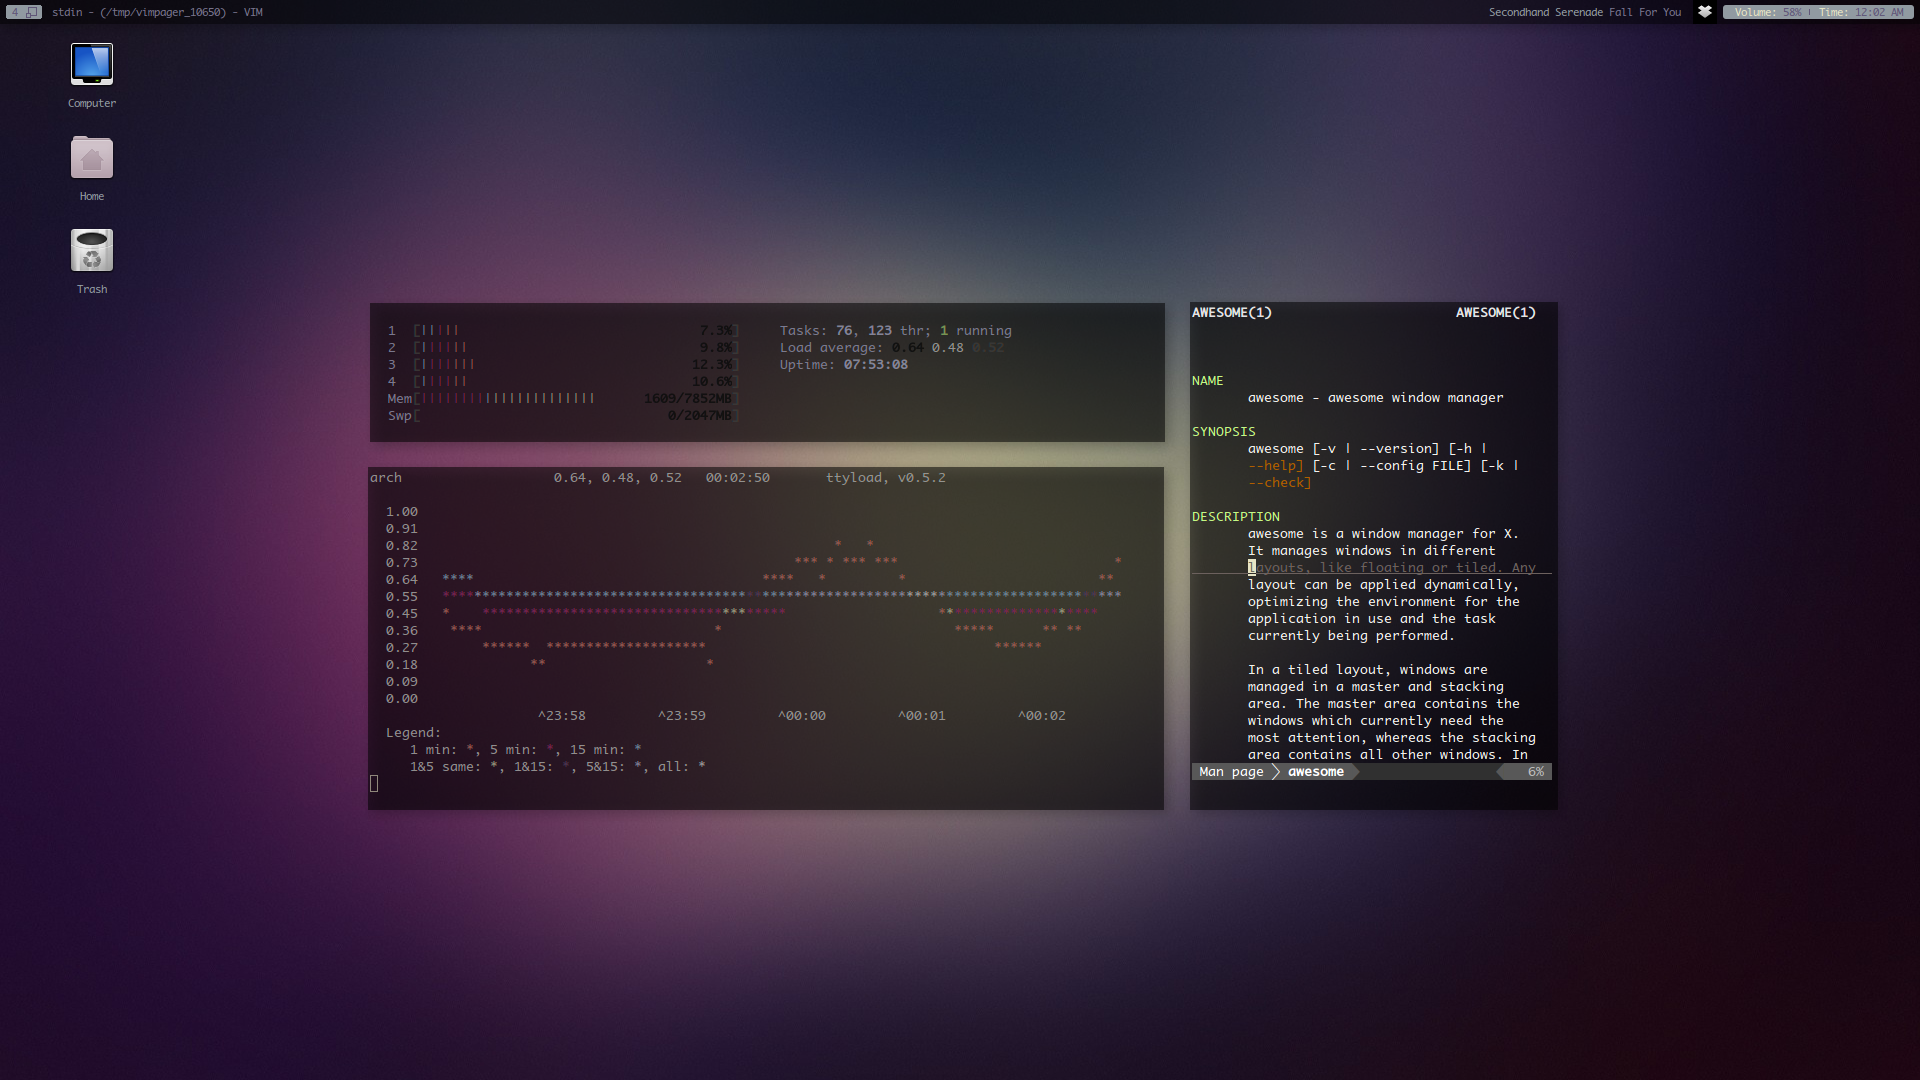 4 stdin - (/tmp/vimpager_10650) - VIM
Secondhand Serenade Fall For You
Volume: 58% | Time: 12:02 AM
Computer
Home
Trash
1 [||||| 7.3%]
2 [|||||| 9.8%]
3 [||||||| 12.3%]
4 [|||||| 10.6%]
Mem[|||||||||||||||||||||| 1609/7852MB]
Swp[ 0/2047MB]
Tasks: 76, 123 thr; 1 running
Load average: 0.64 0.48 0.52
Uptime: 07:53:08
arch 0.64, 0.48, 0.52 00:02:50 ttyload, v0.5.2
1.00
0.91
0.82
0.73
0.64
0.55
0.45
0.36
0.27
0.18
0.09
0.00
^23:58 ^23:59 ^00:00 ^00:01 ^00:02
Legend:
1 min: *, 5 min: *, 15 min: *
1&5 same: *, 1&15: *, 5&15: *, all: *
AWESOME(1) AWESOME(1)
NAME
awesome - awesome window manager
SYNOPSIS
awesome [-v | --version] [-h |
--help] [-c | --config FILE] [-k |
--check]
DESCRIPTION
awesome is a window manager for X.
It manages windows in different
layouts, like floating or tiled. Any
layout can be applied dynamically,
optimizing the environment for the
application in use and the task
currently being performed.
In a tiled layout, windows are
managed in a master and stacking
area. The master area contains the
windows which currently need the
most attention, whereas the stacking
area contains all other windows. In
Man page awesome 6%